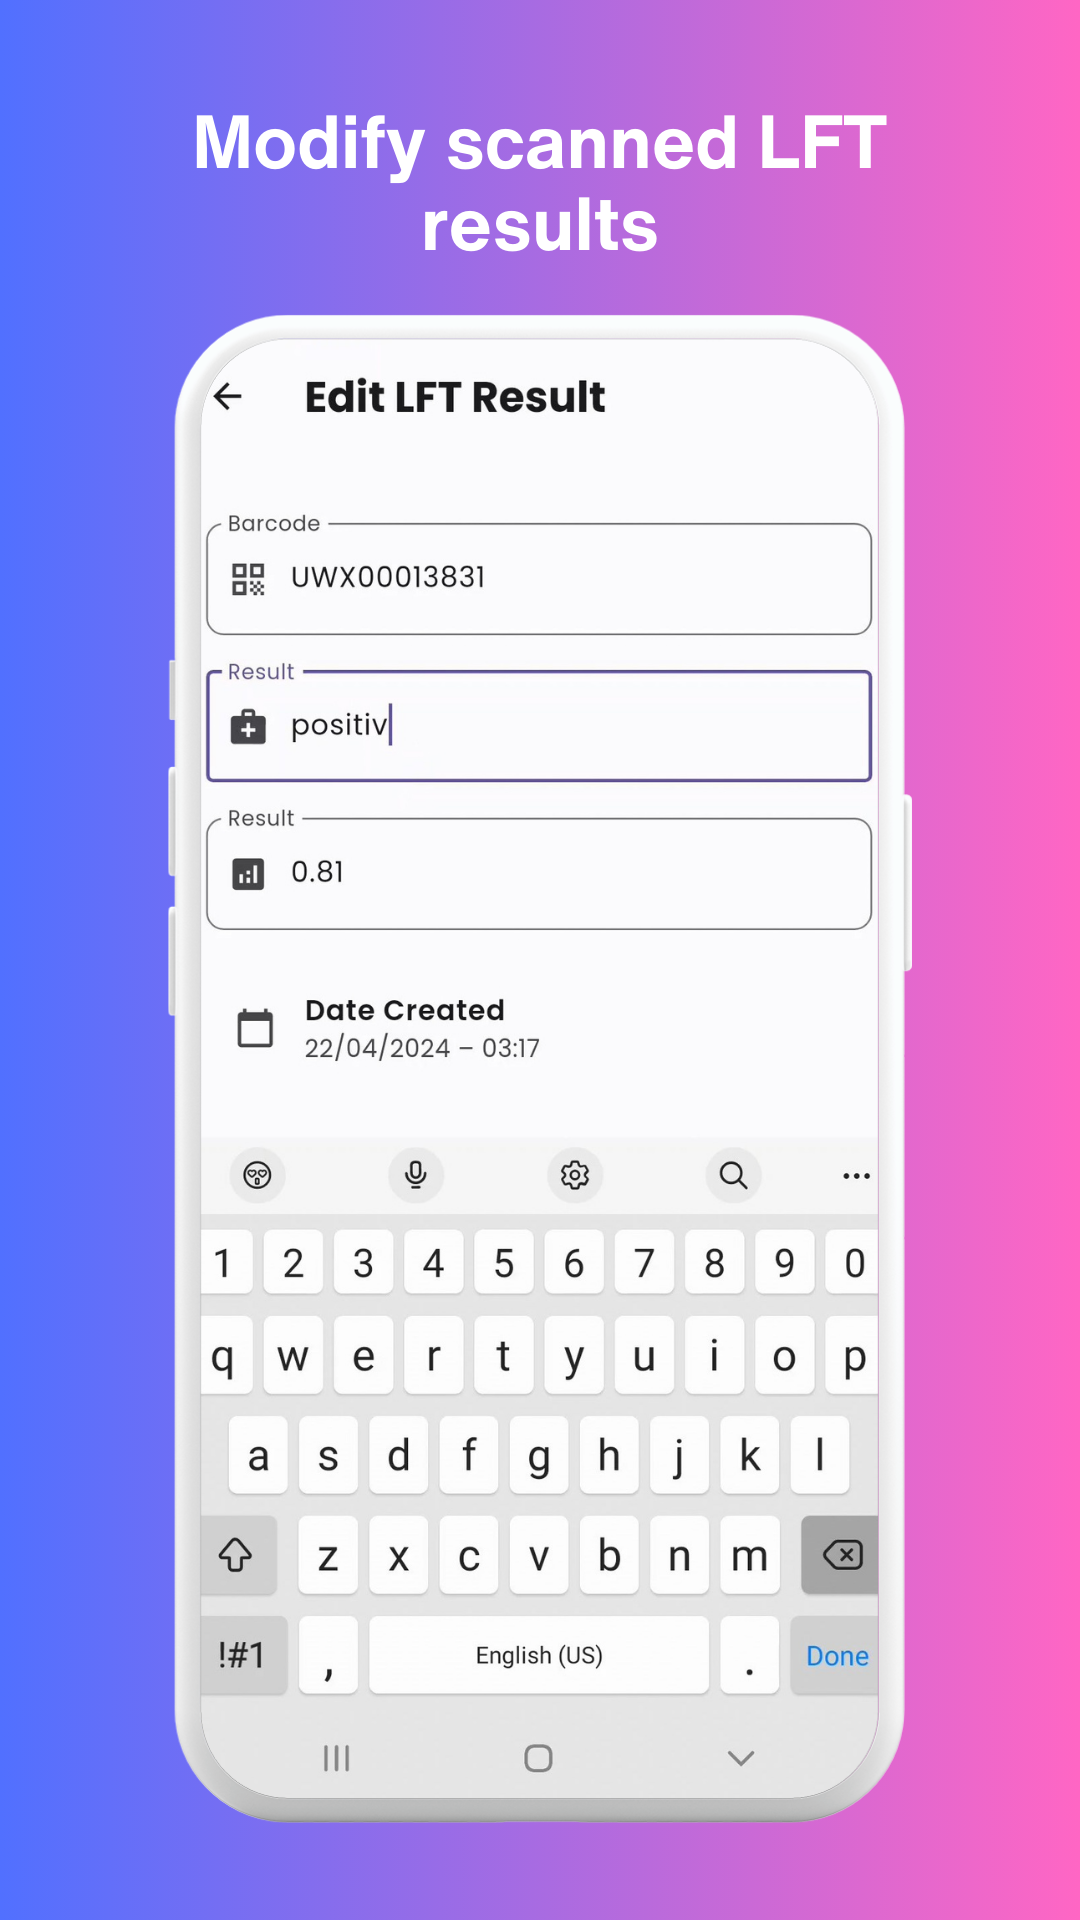 Modify scanned LFT
results
Edit LFT Result
Barcode
UWX00013831
Result
positiv
Result
0.81
Date Created
22/04/2024 – 03:17
1 2 3 4 5 6 7 8 9 0
q w e r t y u i o p
a s d f g h j k l
z x c v b n m
!#1 , English (US) . Done